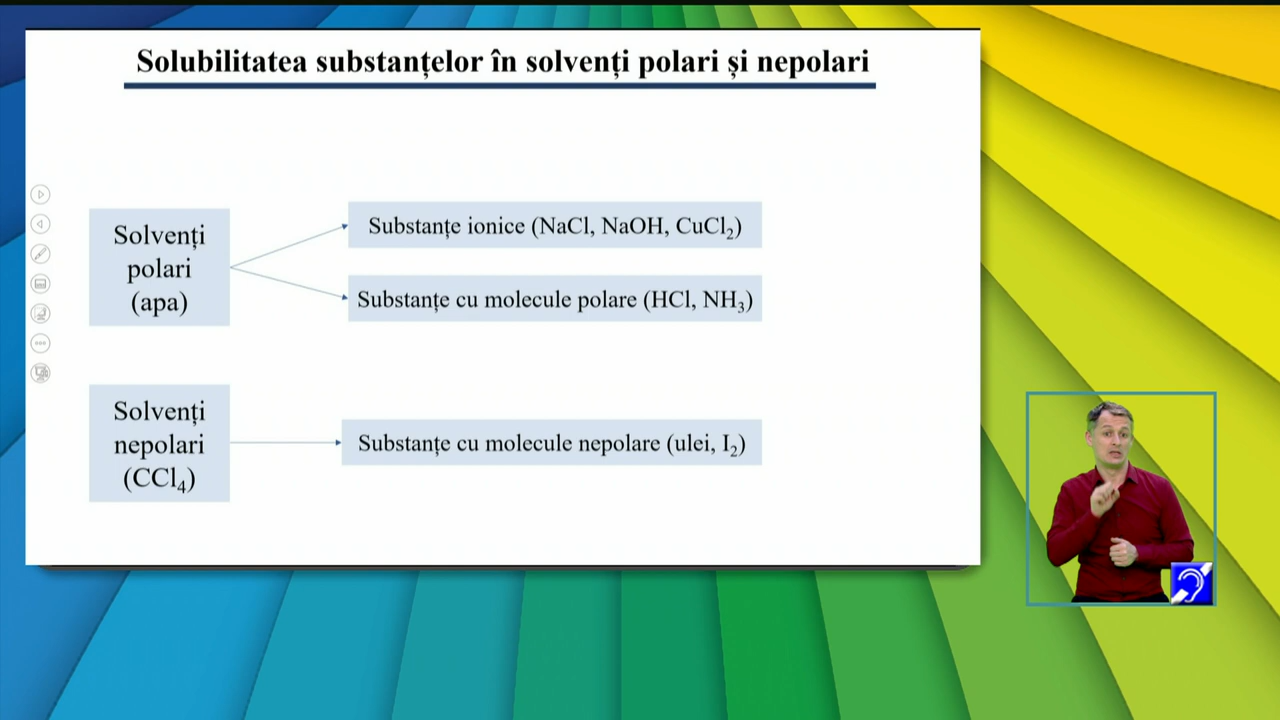 Solubilitatea substanțelor în solvenți polari și nepolari
Solvenți
polari
(apa)
Substanțe ionice (NaCl, NaOH, CuCl₂)
Substanțe cu molecule polare (HCl, NH₃)
Solvenți
nepolari
(CCl₄)
Substanțe cu molecule nepolare (ulei, I₂)